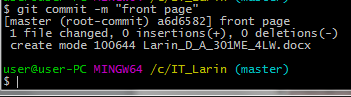 $ git commit -m "front page"
[master (root-commit) a6d6582] front page
 1 file changed, 0 insertions(+), 0 deletions(-)
 create mode 100644 Larin_D_A_301ME_4LW.docx
user@user-PC MINGW64 /c/IT_Larin (master)
$